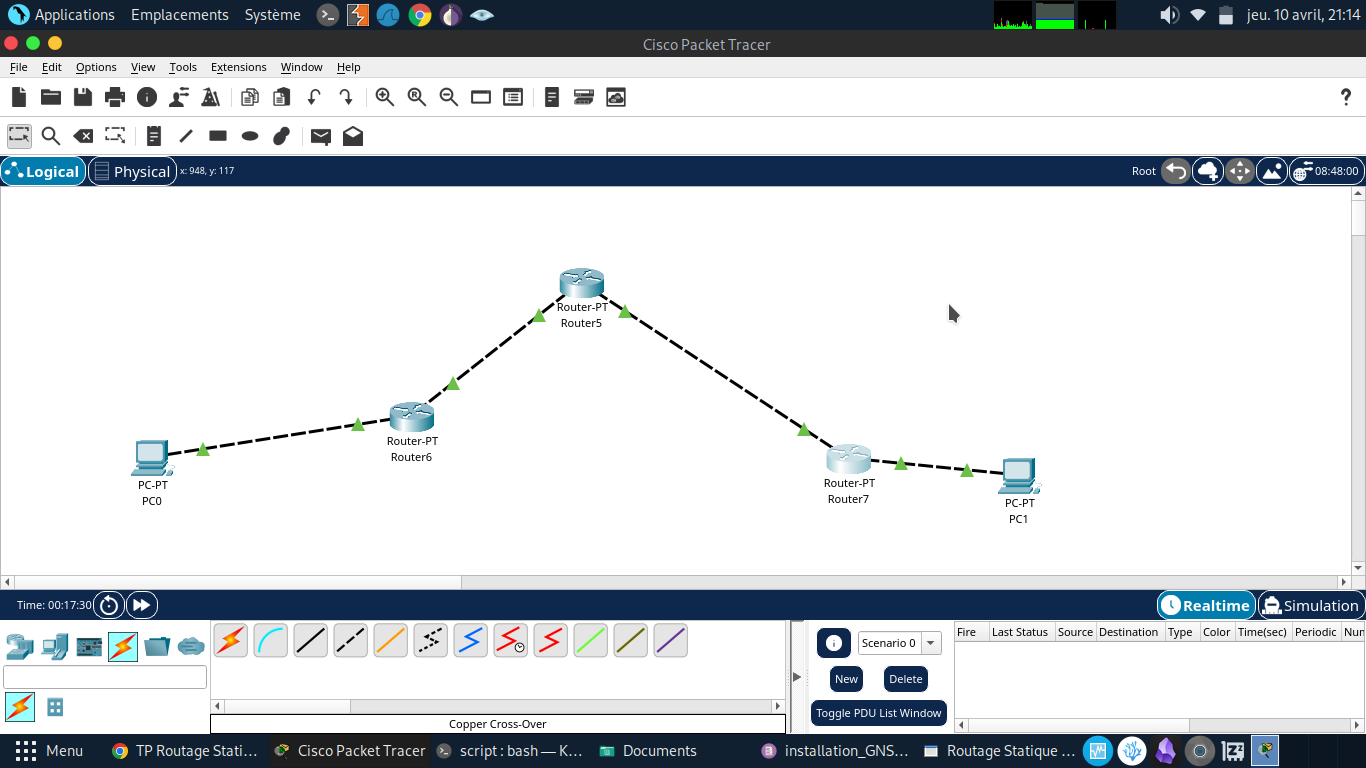 Applications Emplacements Système jeu. 10 avril, 21:14
Cisco Packet Tracer
File Edit Options View Tools Extensions Window Help
Logical Physical x: 948, y: 117 Root 08:48:00
Router-PT
Router5
Router-PT
Router6
PC-PT
PC0
Router-PT
Router7
PC-PT
PC1
Time: 00:17:30 Realtime Simulation
Scenario 0
New Delete
Toggle PDU List Window
Fire Last Status Source Destination Type Color Time(sec) Periodic Num
Copper Cross-Over
Menu TP Routage Stati... Cisco Packet Tracer script : bash — K... Documents installation_GNS... Routage Statique ...